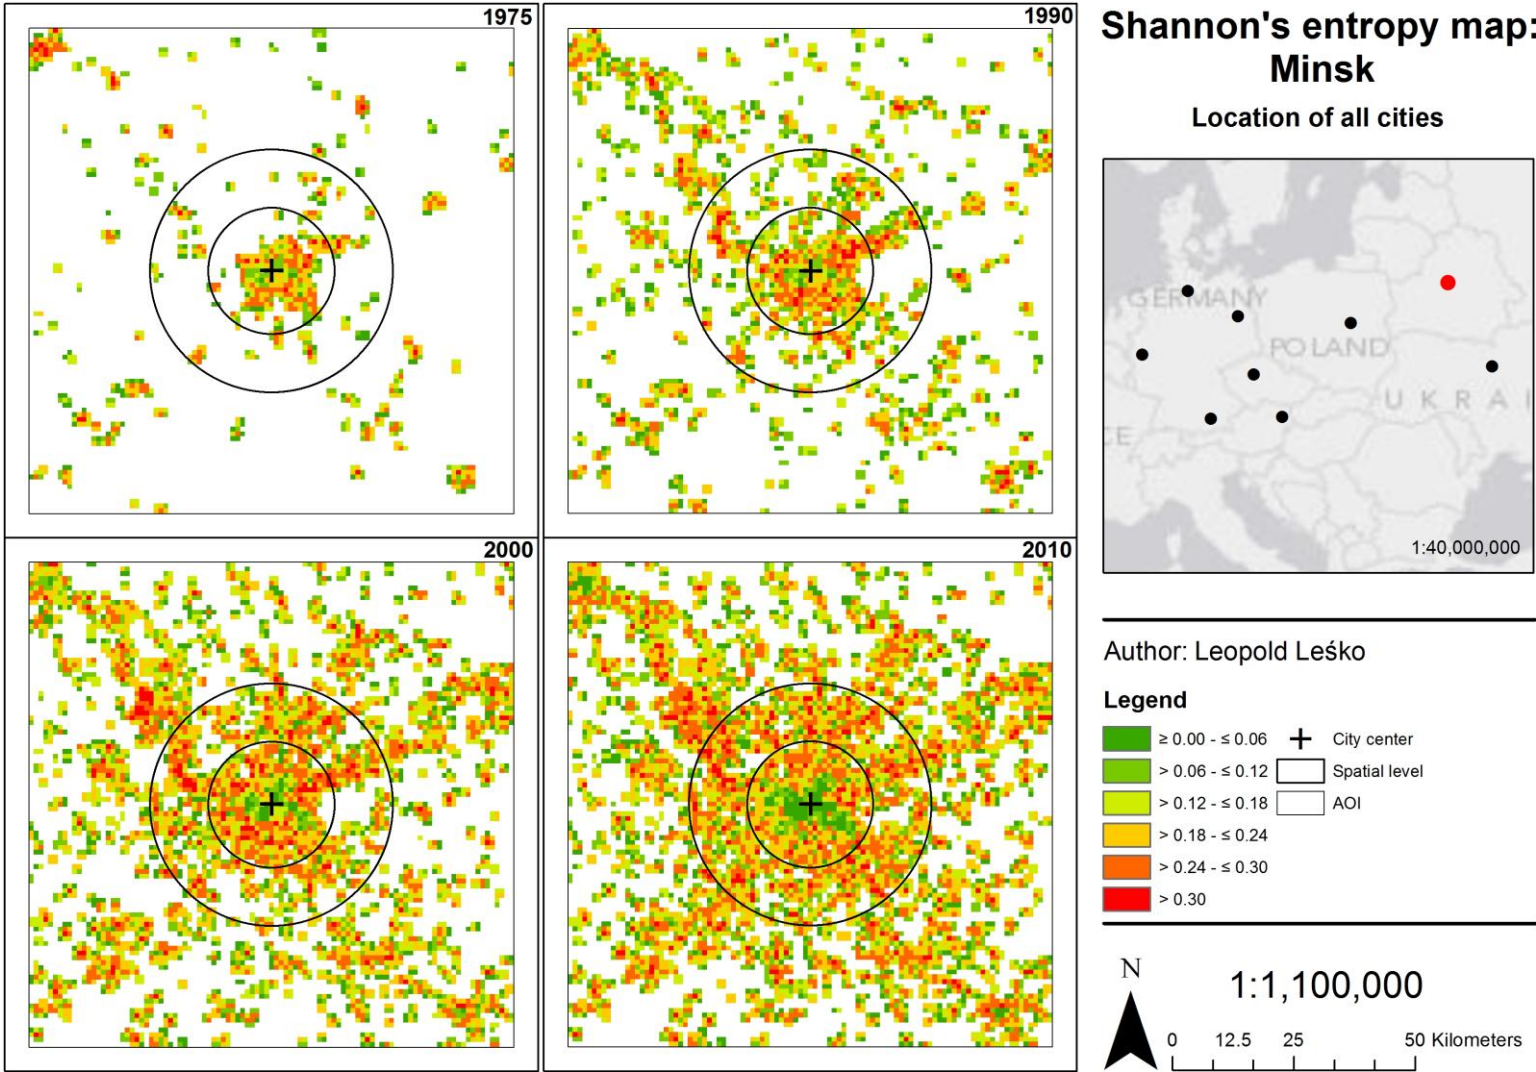 1975
1990
2000
2010
Shannon's entropy map:
Minsk
Location of all cities
GERMANY
POLAND
UKRAI
CE
1:40,000,000
Author: Leopold Leśko
Legend
≥ 0.00 - ≤ 0.06
> 0.06 - ≤ 0.12
> 0.12 - ≤ 0.18
> 0.18 - ≤ 0.24
> 0.24 - ≤ 0.30
> 0.30
City center
Spatial level
AOI
N
1:1,100,000
0 12.5 25 50 Kilometers